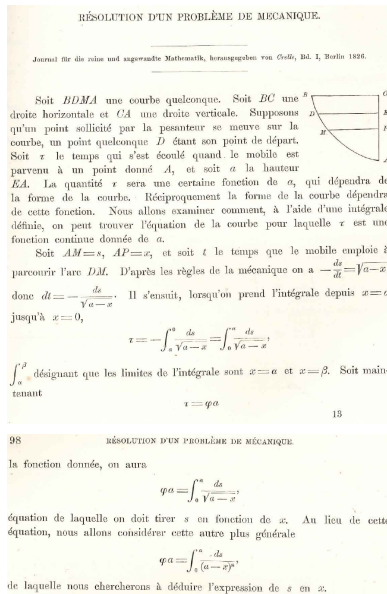 RÉSOLUTION D'UN PROBLÈME DE MECANIQUE.
Journal für die reine und angewandte Mathematik, herausgegeben von Crelle, Bd. I, Berlin 1826.
Soit BDMA une courbe quelconque. Soit BC une
droite horizontale et CA une droite verticale. Supposons
qu'un point sollicité par la pesanteur se meuve sur la
courbe, un point quelconque D étant son point de départ.
Soit τ le temps qui s'est écoulé quand le mobile est
parvenu à un point donné A, et soit a la hauteur
EA. La quantité τ sera une certaine fonction de a, qui dépendra de
la forme de la courbe. Réciproquement la forme de la courbe dépendra
de cette fonction. Nous allons examiner comment, à l'aide d'une intégrale
définie, on peut trouver l'équation de la courbe pour laquelle τ est une
fonction continue donnée de a.
Soit AM=s, AP=x, et soit t le temps que le mobile emploie à
parcourir l'arc DM. D'après les règles de la mécanique on a −ds/dt=√a−x,
donc dt=−ds/√a−x. Il s'ensuit, lorsqu'on prend l'intégrale depuis x=a
jusqu'à x=0,
τ=−∫ₐ⁰ ds/√a−x=∫₀ᵃ ds/√a−x,
∫_α^β désignant que les limites de l'intégrale sont x=α et x=β. Soit main-
tenant
τ=φa
13
98 RÉSOLUTION D'UN PROBLÈME DE MÉCANIQUE.
la fonction donnée, on aura
φa=∫₀ᵃ ds/√a−x,
équation de laquelle on doit tirer s en fonction de x. Au lieu de cette
équation, nous allons considérer cette autre plus générale
φa=∫₀ᵃ ds/(a−x)ⁿ,
de laquelle nous chercherons à déduire l'expression de s en x.
B
D
M